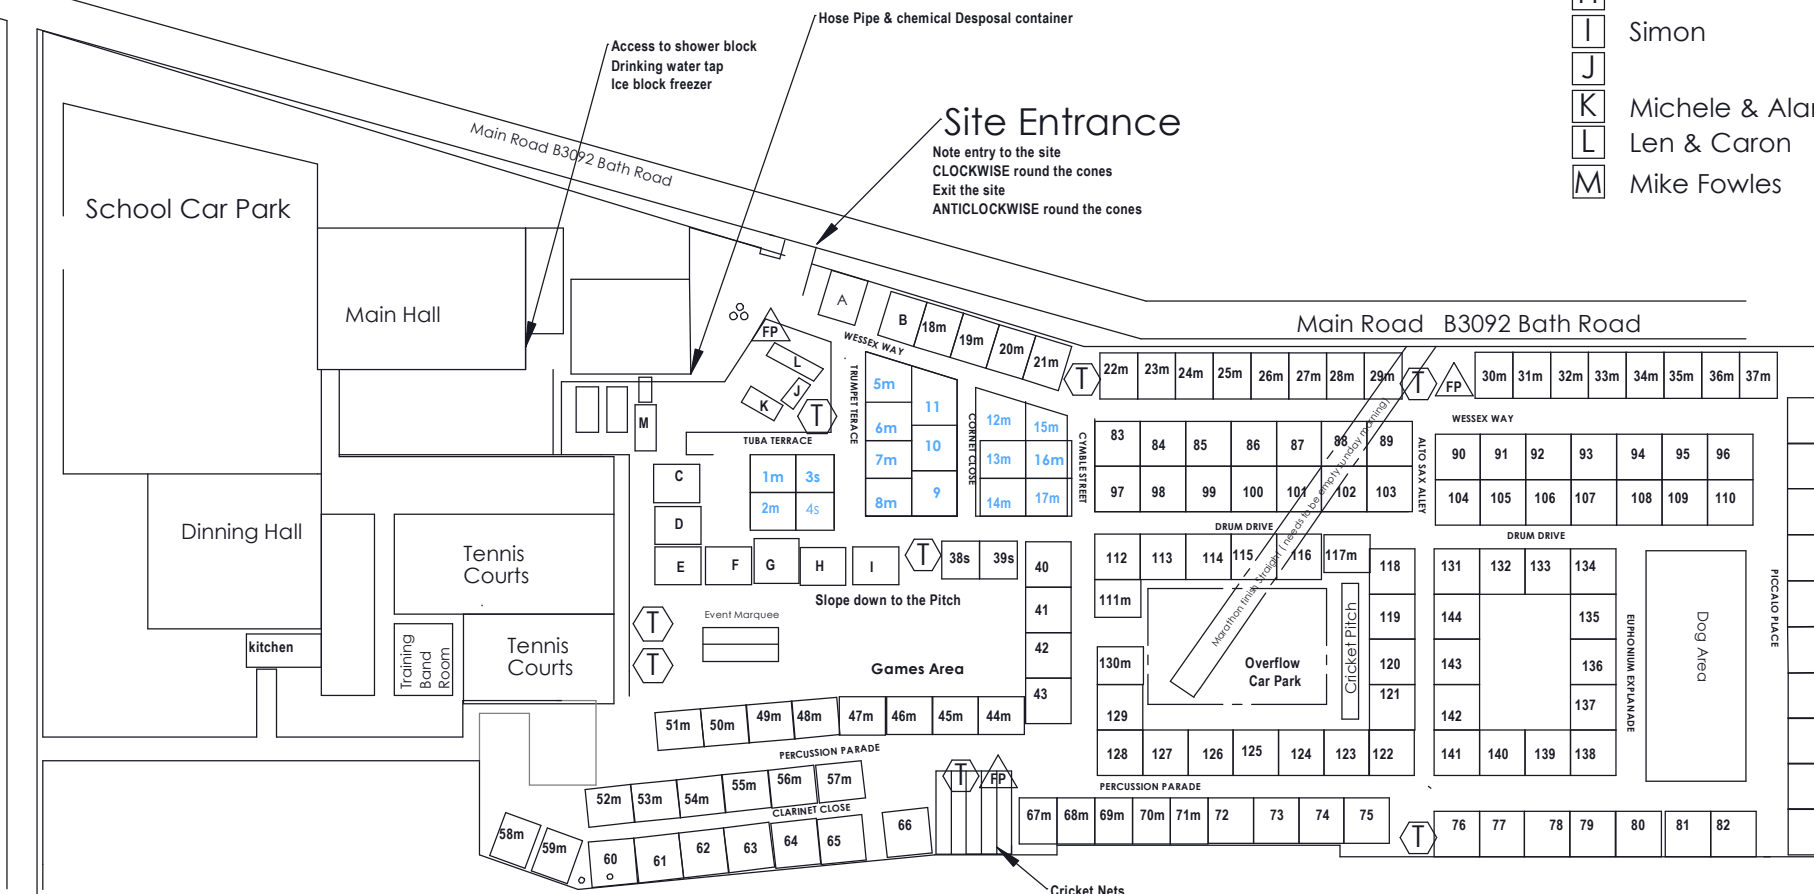 Hose Pipe & chemical Desposal container
Access to shower block
Drinking water tap
Ice block freezer
I Simon
J
K Michele & Alan
L Len & Caron
M Mike Fowles
Site Entrance
Note entry to the site
CLOCKWISE round the cones
Exit the site
ANTICLOCKWISE round the cones
Main Road B3092 Bath Road
School Car Park
Main Hall
Main Road B3092 Bath Road
A
B 18m 19m 20m 21m
FP
WESSEX WAY
L
J
K
T
M
TUBA TERRACE
TRUMPET TERACE
CORNET CLOSE
CYMBLE STREET
T
22m 23m 24m 25m 26m 27m 28m 29m
T
FP
30m 31m 32m 33m 34m 35m 36m 37m
WESSEX WAY
5m 11
6m 10
7m
8m 9
12m 15m
13m 16m
14m 17m
1m 3s
2m 4s
C
D
E F G H I
T
38s 39s
40
41
42
43
83 84 85 86 87 88 89
97 98 99 100 101 102 103
ALTO SAX ALLEY
90 91 92 93 94 95 96
104 105 106 107 108 109 110
DRUM DRIVE
DRUM DRIVE
Marathon finish Straight ( needs to be empty sunday morning)
112 113 114 115 116 117m 118
111m
119
130m 120
121
129
128 127 126 125 124 123 122
Overflow
Car Park
Cricket Pitch
131 132 133 134
144 135
143 136
142 137
141 140 139 138
EUPHONIUM EXPLANADE
Dog Area
PICCALO PLACE
Dinning Hall
Tennis
Courts
Tennis
Courts
kitchen
Training
Band
Room
T
T
Event Marquee
Slope down to the Pitch
Games Area
51m 50m 49m 48m 47m 46m 45m 44m
PERCUSSION PARADE
52m 53m 54m 55m 56m 57m
CLARINET CLOSE
58m 59m 60 61 62 63 64 65 66
T
FP
PERCUSSION PARADE
67m 68m 69m 70m 71m 72 73 74 75
T
76 77 78 79 80 81 82
Cricket Nets